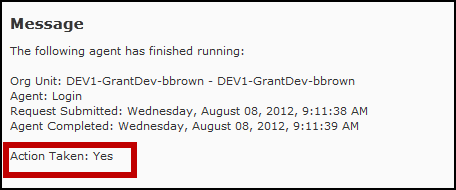 Message
The following agent has finished running:
Org Unit: DEV1-GrantDev-bbrown - DEV1-GrantDev-bbrown
Agent: Login
Request Submitted: Wednesday, August 08, 2012, 9:11:38 AM
Agent Completed: Wednesday, August 08, 2012, 9:11:39 AM
Action Taken: Yes